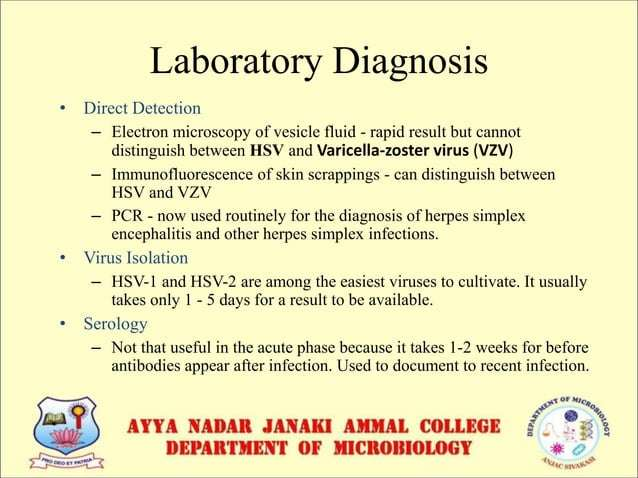 Laboratory Diagnosis
• Direct Detection
– Electron microscopy of vesicle fluid - rapid result but cannot
distinguish between HSV and Varicella-zoster virus (VZV)
– Immunofluorescence of skin scrappings - can distinguish between
HSV and VZV
– PCR - now used routinely for the diagnosis of herpes simplex
encephalitis and other herpes simplex infections.
• Virus Isolation
– HSV-1 and HSV-2 are among the easiest viruses to cultivate. It usually
takes only 1 - 5 days for a result to be available.
• Serology
– Not that useful in the acute phase because it takes 1-2 weeks for before
antibodies appear after infection. Used to document to recent infection.
AYYA NADAR JANAKI AMMAL COLLEGE
DEPARTMENT OF MICROBIOLOGY
PRO DEO ET PATRIA
DEPARTMENT OF MICROBIOLOGY
ANJAC SIVAKASI